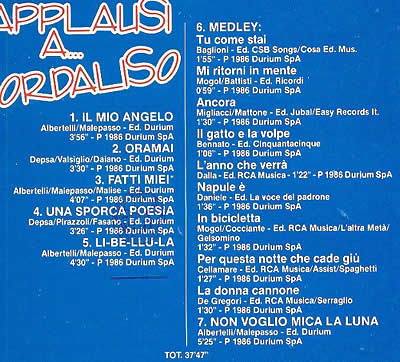 APPLAUSI
A....
ORDALISO
1. IL MIO ANGELO
Albertelli/Malepasso - Ed. Durium
3'56" - P 1986 Durium SpA
2. ORAMAI
Depsa/Valsiglio/Daiano - Ed. Durium
3'30" - P 1986 Durium SpA
3. FATTI MIEI
Albertelli/Malepasso/Malise - Ed. Durium
4'07" - P 1986 Durium SpA
4. UNA SPORCA POESIA
Depsa/Pirazzoli/Fasano - Ed. Durium
3'26" - P 1986 Durium SpA
5. LI-BE-LLU-LA
Albertelli/Malepasso - Ed. Durium
4'30" - P 1986 Durium SpA
6. MEDLEY:
Tu come stai
Baglioni - Ed. CSB Songs/Cosa Ed. Mus.
1'55" - P 1986 Durium SpA
Mi ritorni in mente
Mogol/Battisti - Ed. Ricordi
0'59" - P 1986 Durium SpA
Ancora
Migliacci/Mattone - Ed. Jubal/Easy Records It.
1'30" - P 1986 Durium SpA
Il gatto e la volpe
Bennato - Ed. Cinquantacinque
1'08" - P 1986 Durium SpA
L'anno che verrà
Dalla - Ed. RCA Musica - 1'22" - P 1986 Durium SpA
Napule è
Daniele - Ed. La voce del padrone
1'36" - P 1986 Durium SpA
In bicicletta
Mogol/Cocciante - Ed. RCA Musica/L'altra Metà/
Gelsomino
1'32" - P 1986 Durium SpA
Per questa notte che cade giù
Cellamare - Ed. RCA Musica/Assist/Spaghetti
1'27" - P 1986 Durium SpA
La donna cannone
De Gregori - Ed. RCA Musica/Serraglio
1'30" - P 1986 Durium SpA
7. NON VOGLIO MICA LA LUNA
Albertelli/Malepasso - Ed. Durium
5'25" - P 1986 Durium SpA
TOT. 37'47"